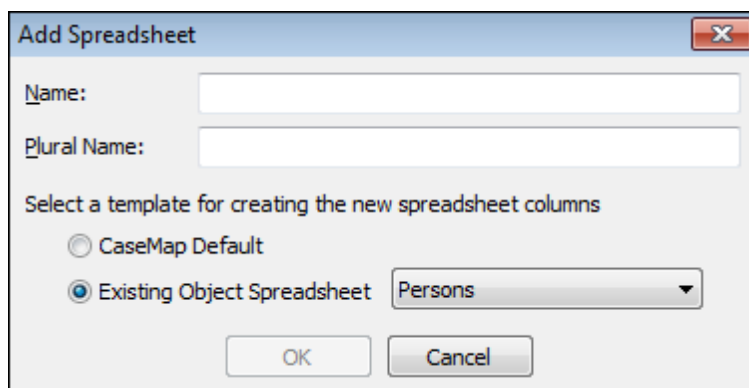 Add Spreadsheet
Name:
Plural Name:
Select a template for creating the new spreadsheet columns
CaseMap Default
Existing Object Spreadsheet Persons
OK Cancel